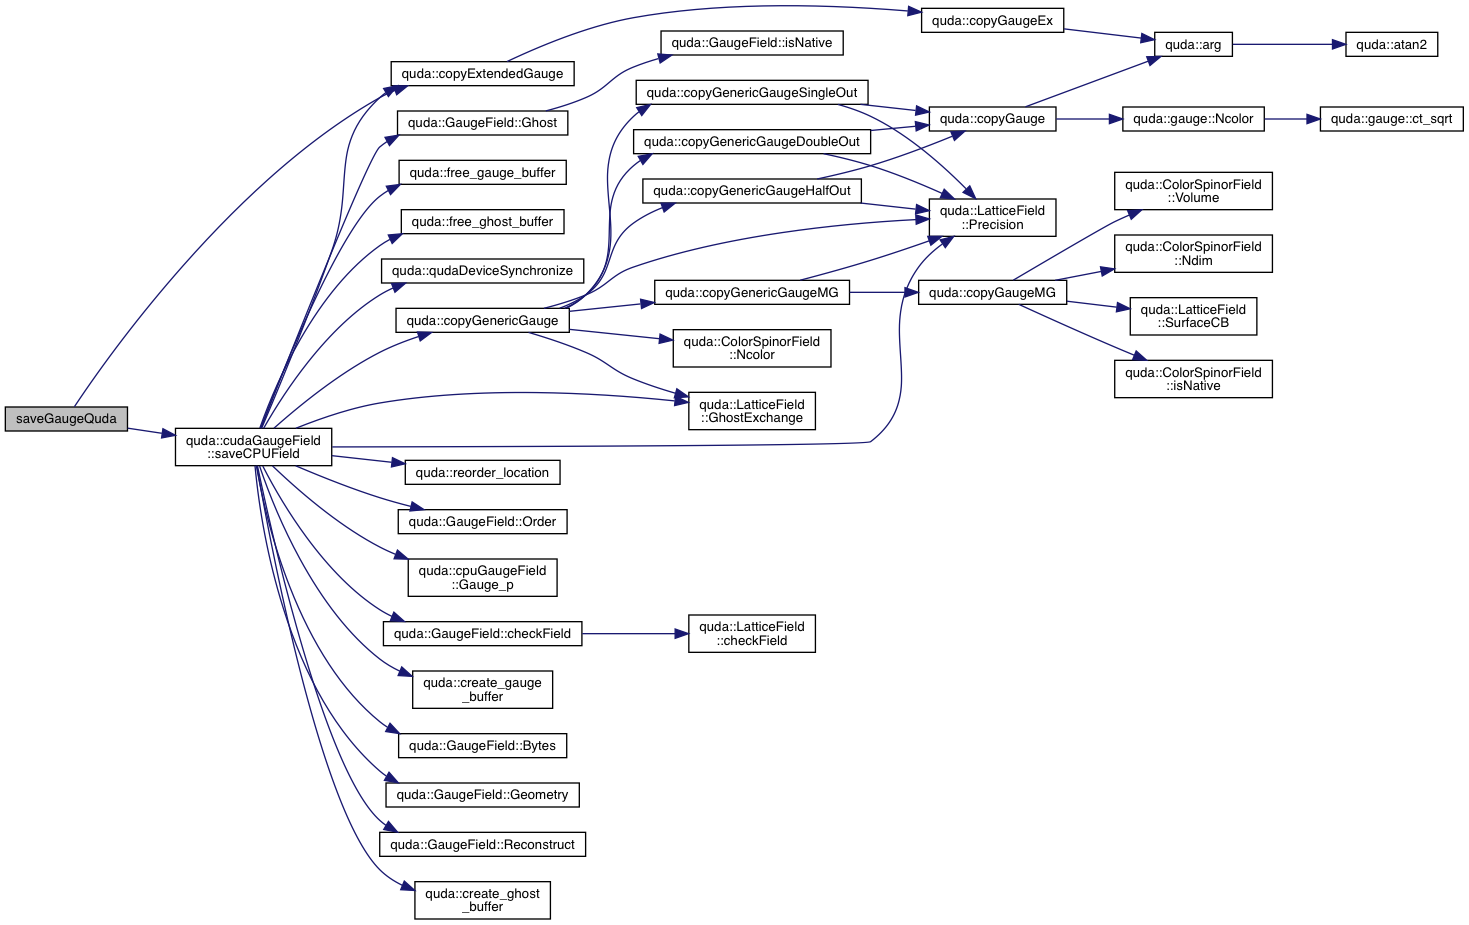 saveGaugeQuda
quda::cudaGaugeField
::saveCPUField
quda::copyExtendedGauge
quda::GaugeField::Ghost
quda::free_gauge_buffer
quda::free_ghost_buffer
quda::qudaDeviceSynchronize
quda::copyGenericGauge
quda::reorder_location
quda::GaugeField::Order
quda::cpuGaugeField
::Gauge_p
quda::GaugeField::checkField
quda::create_gauge
_buffer
quda::GaugeField::Bytes
quda::GaugeField::Geometry
quda::GaugeField::Reconstruct
quda::create_ghost
_buffer
quda::GaugeField::isNative
quda::copyGenericGaugeSingleOut
quda::copyGenericGaugeDoubleOut
quda::copyGenericGaugeHalfOut
quda::copyGenericGaugeMG
quda::ColorSpinorField
::Ncolor
quda::LatticeField
::GhostExchange
quda::LatticeField
::checkField
quda::copyGaugeEx
quda::copyGauge
quda::LatticeField
::Precision
quda::copyGaugeMG
quda::arg
quda::gauge::Ncolor
quda::ColorSpinorField
::Volume
quda::ColorSpinorField
::Ndim
quda::LatticeField
::SurfaceCB
quda::ColorSpinorField
::isNative
quda::atan2
quda::gauge::ct_sqrt